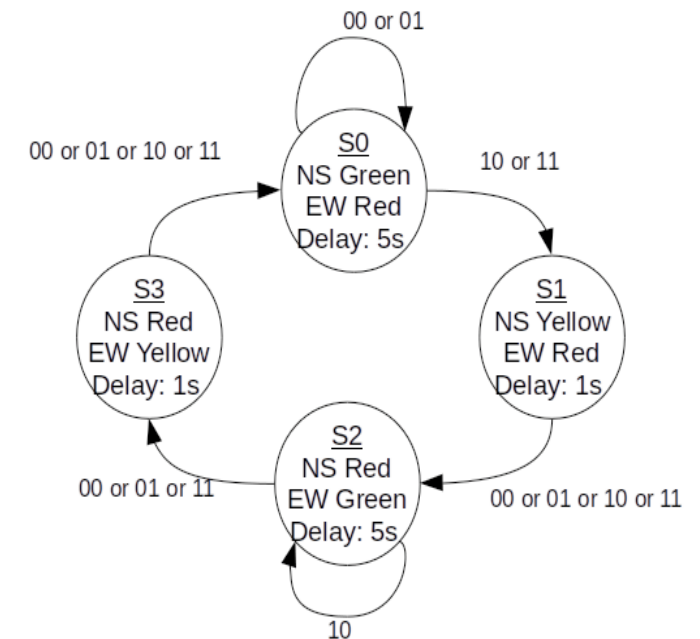 00 or 01
00 or 01 or 10 or 11
S0
NS Green
EW Red
Delay: 5s
10 or 11
S3
NS Red
EW Yellow
Delay: 1s
S1
NS Yellow
EW Red
Delay: 1s
S2
NS Red
EW Green
Delay: 5s
00 or 01 or 11
00 or 01 or 10 or 11
10